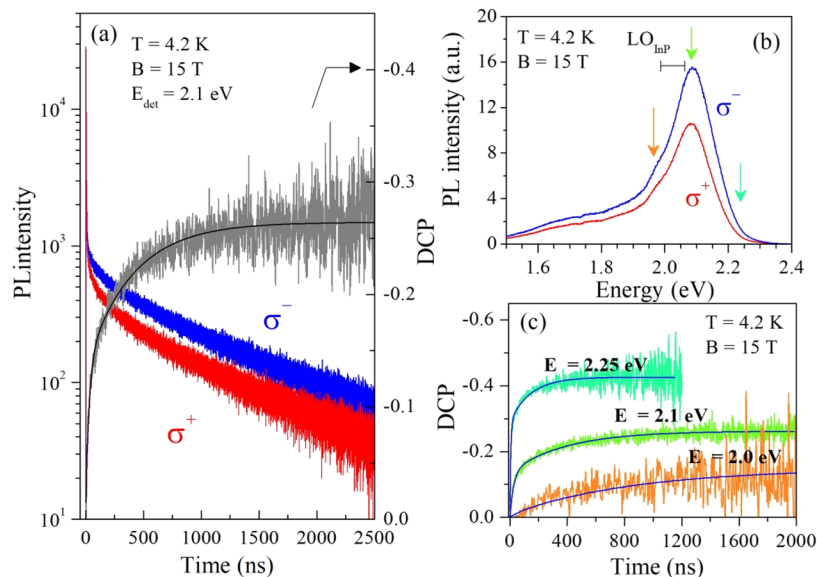 (a)
T = 4.2 K
B = 15 T
E_det = 2.1 eV
10^4
10^3
10^2
10^1
PLintensity
0
500
1000
1500
2000
2500
Time (ns)
-0.4
-0.3
-0.2
-0.1
0.0
DCP
σ^-
σ^+
(b)
T = 4.2 K
B = 15 T
LO_InP
20
16
12
8
4
0
PL intensity (a.u.)
σ^-
σ^+
1.6
1.8
2.0
2.2
2.4
Energy (eV)
(c)
T = 4.2 K
B = 15 T
-0.6
-0.4
-0.2
0.0
DCP
E = 2.25 eV
E = 2.1 eV
E = 2.0 eV
0
400
800
1200
1600
2000
Time (ns)